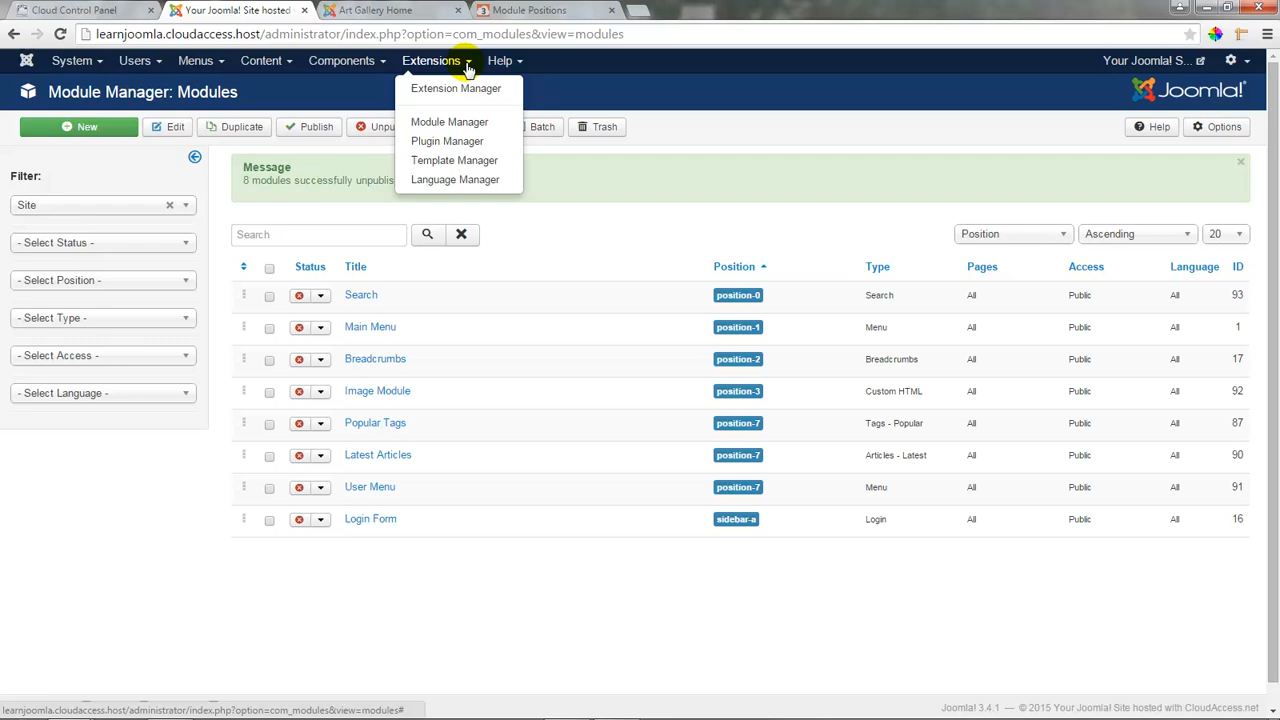 Cloud Control Panel
Your Joomla! Site hosted
Art Gallery Home
Module Positions
learnjoomla.cloudaccess.host/administrator/index.php?option=com_modules&view=modules
System Users Menus Content Components Extensions Help Your Joomla! S...
Module Manager: Modules
Joomla!
New Edit Duplicate Publish Unpu Batch Trash Help Options
Extension Manager
Module Manager
Plugin Manager
Template Manager
Language Manager
Message
8 modules successfully unpublis
Filter:
Site
- Select Status -
- Select Position -
- Select Type -
- Select Access -
- Select Language -
Search
Position Ascending 20
Status Title Position Type Pages Access Language ID
Search position-0 Search All Public All 93
Main Menu position-1 Menu All Public All 1
Breadcrumbs position-2 Breadcrumbs All Public All 17
Image Module position-3 Custom HTML All Public All 92
Popular Tags position-7 Tags - Popular All Public All 87
Latest Articles position-7 Articles - Latest All Public All 90
User Menu position-7 Menu All Public All 91
Login Form sidebar-a Login All Public All 16
learnjoomla.cloudaccess.host/administrator/index.php?option=com_modules&view=modules#
Joomla! 3.4.1 — © 2015 Your Joomla! Site hosted with CloudAccess.net